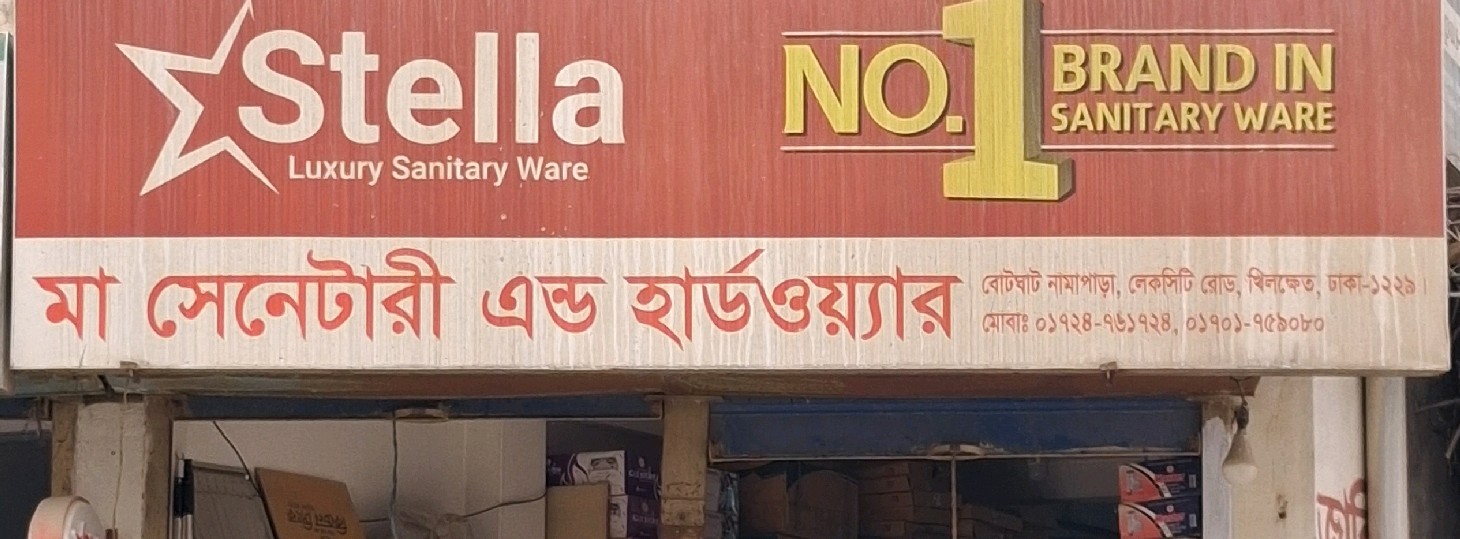 Stella
Luxury Sanitary Ware
NO.1 BRAND IN
SANITARY WARE
মা সেনেটারী এন্ড হার্ডওয়্যার
বোটঘাট নামাপাড়া, লেকসিটি রোড, খিলক্ষেত, ঢাকা-১২২৯।
মোবাঃ ০১৭২৪-৭৬১৭২৪, ০১৭০১-৭৫৯০৮০